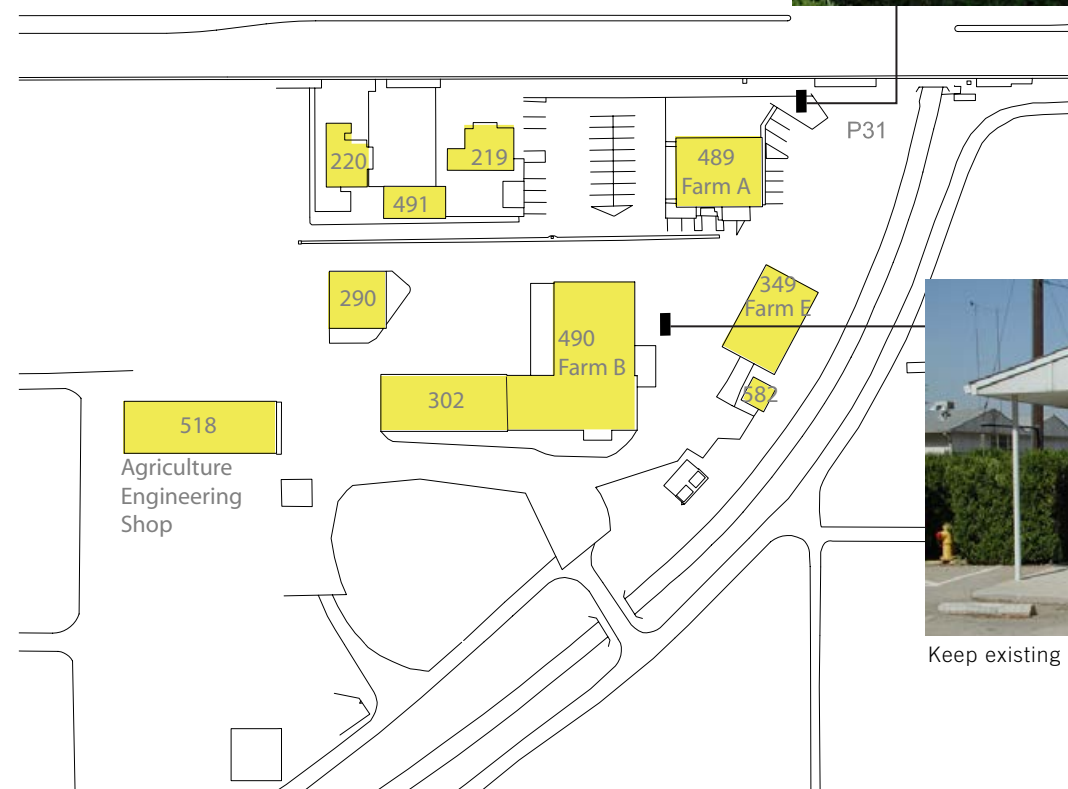 P31
220
219
489
Farm A
491
290
349
Farm E
490
Farm B
582
302
518
Agriculture
Engineering
Shop
Keep existing